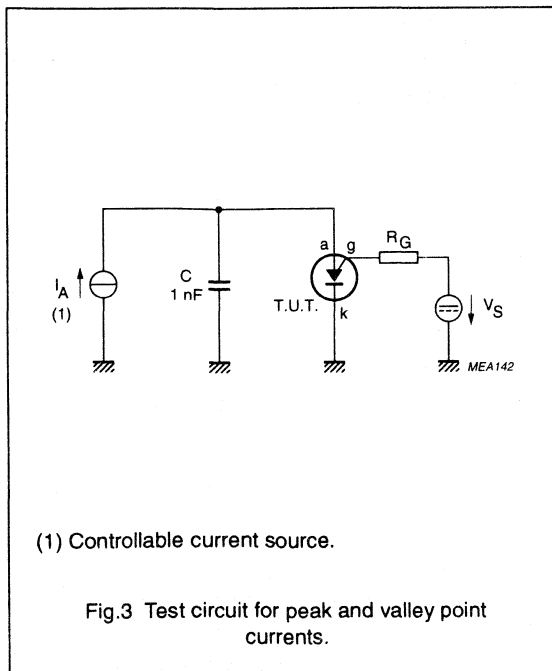 a g R_G
I_A
(1)
C
1 nF
T.U.T.
k
V_S
MEA142
(1) Controllable current source.
Fig.3 Test circuit for peak and valley point
currents.